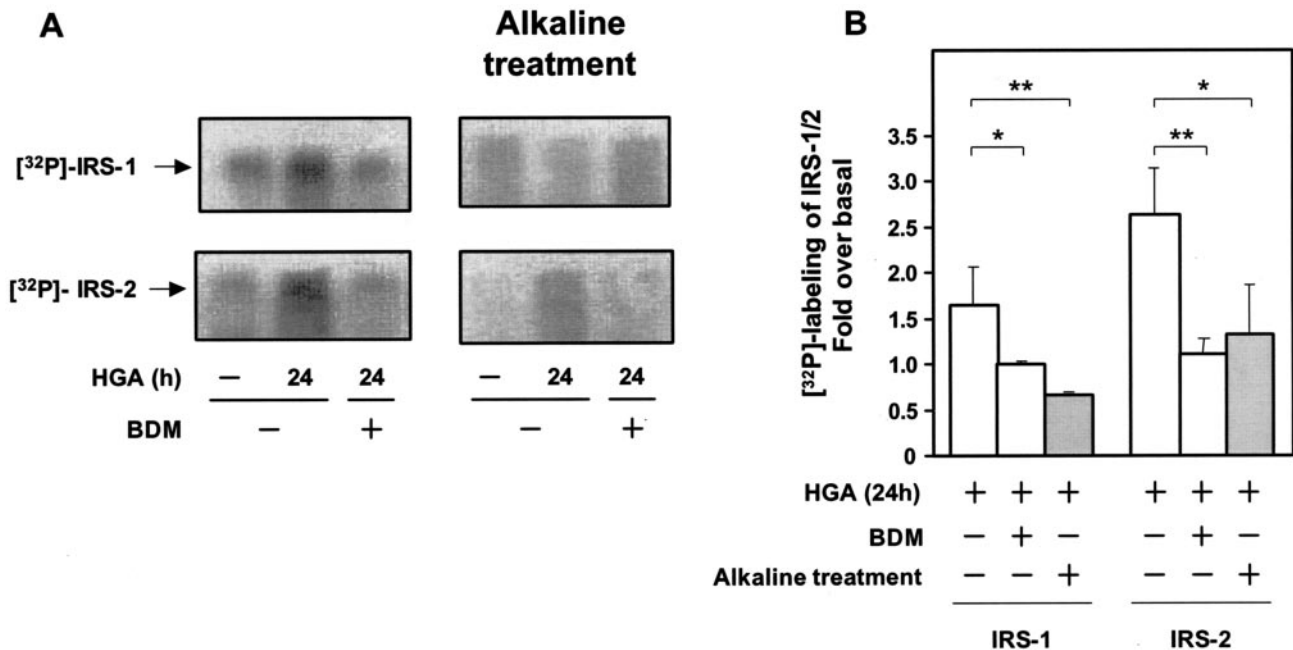 A
Alkaline
treatment
[³²P]-IRS-1
[³²P]- IRS-2
HGA (h) — 24 24 — 24 24
BDM — + — +
B
[³²P]-labeling of IRS-1/2
Fold over basal
** *
* **
3.5
3.0
2.5
2.0
1.5
1.0
0.5
0
HGA (24h) + + + + + +
BDM − + − − + −
Alkaline treatment − − + − − +
IRS-1 IRS-2